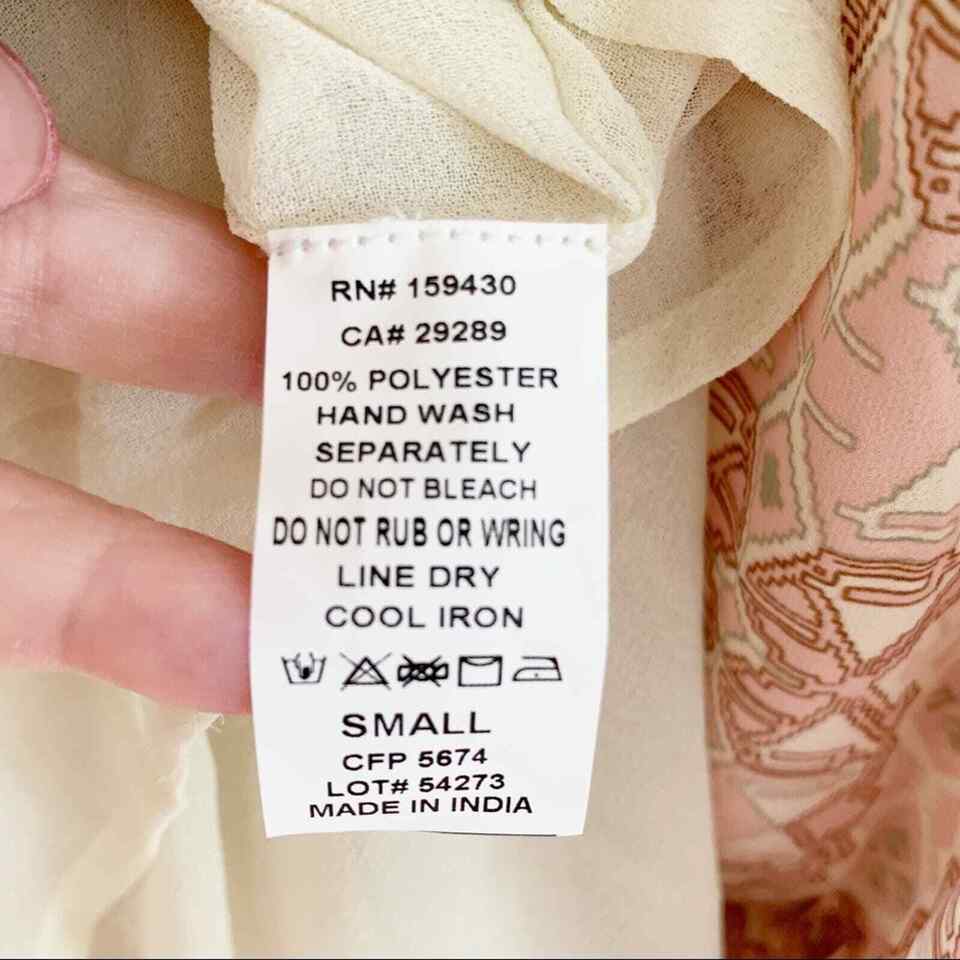 RN# 159430
CA# 29289
100% POLYESTER
HAND WASH
SEPARATELY
DO NOT BLEACH
DO NOT RUB OR WRING
LINE DRY
COOL IRON
SMALL
CFP 5674
LOT# 54273
MADE IN INDIA